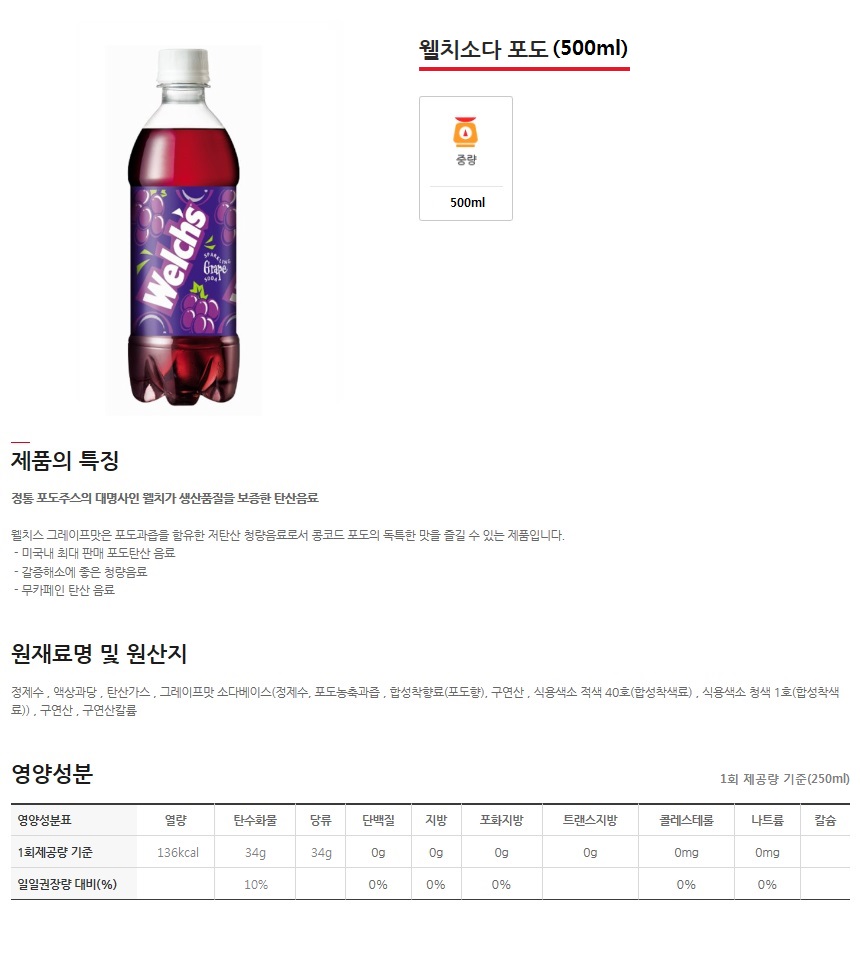 웰치소다 포도 (500ml)
중량
500ml
Welch's
SPARKLING
Grape
SODA
제품의 특징
정통 포도주스의 대명사인 웰치가 생산품질을 보증한 탄산음료
웰치스 그레이프맛은 포도과즙을 함유한 저탄산 청량음료로서 콩코드 포도의 독특한 맛을 즐길 수 있는 제품입니다.
- 미국내 최대 판매 포도탄산 음료
- 갈증해소에 좋은 청량음료
- 무카페인 탄산 음료
원재료명 및 원산지
정제수 , 액상과당 , 탄산가스 , 그레이프맛 소다베이스(정제수, 포도농축과즙 , 합성착향료(포도향), 구연산 , 식용색소 적색 40호(합성착색료) , 식용색소 청색 1호(합성착색
료)) , 구연산 , 구연산칼륨
영양성분
1회 제공량 기준(250ml)
영양성분표 열량 탄수화물 당류 단백질 지방 포화지방 트랜스지방 콜레스테롤 나트륨 칼슘
1회제공량 기준 136kcal 34g 34g 0g 0g 0g 0g 0mg 0mg
일일권장량 대비(%) 10% 0% 0% 0% 0% 0%